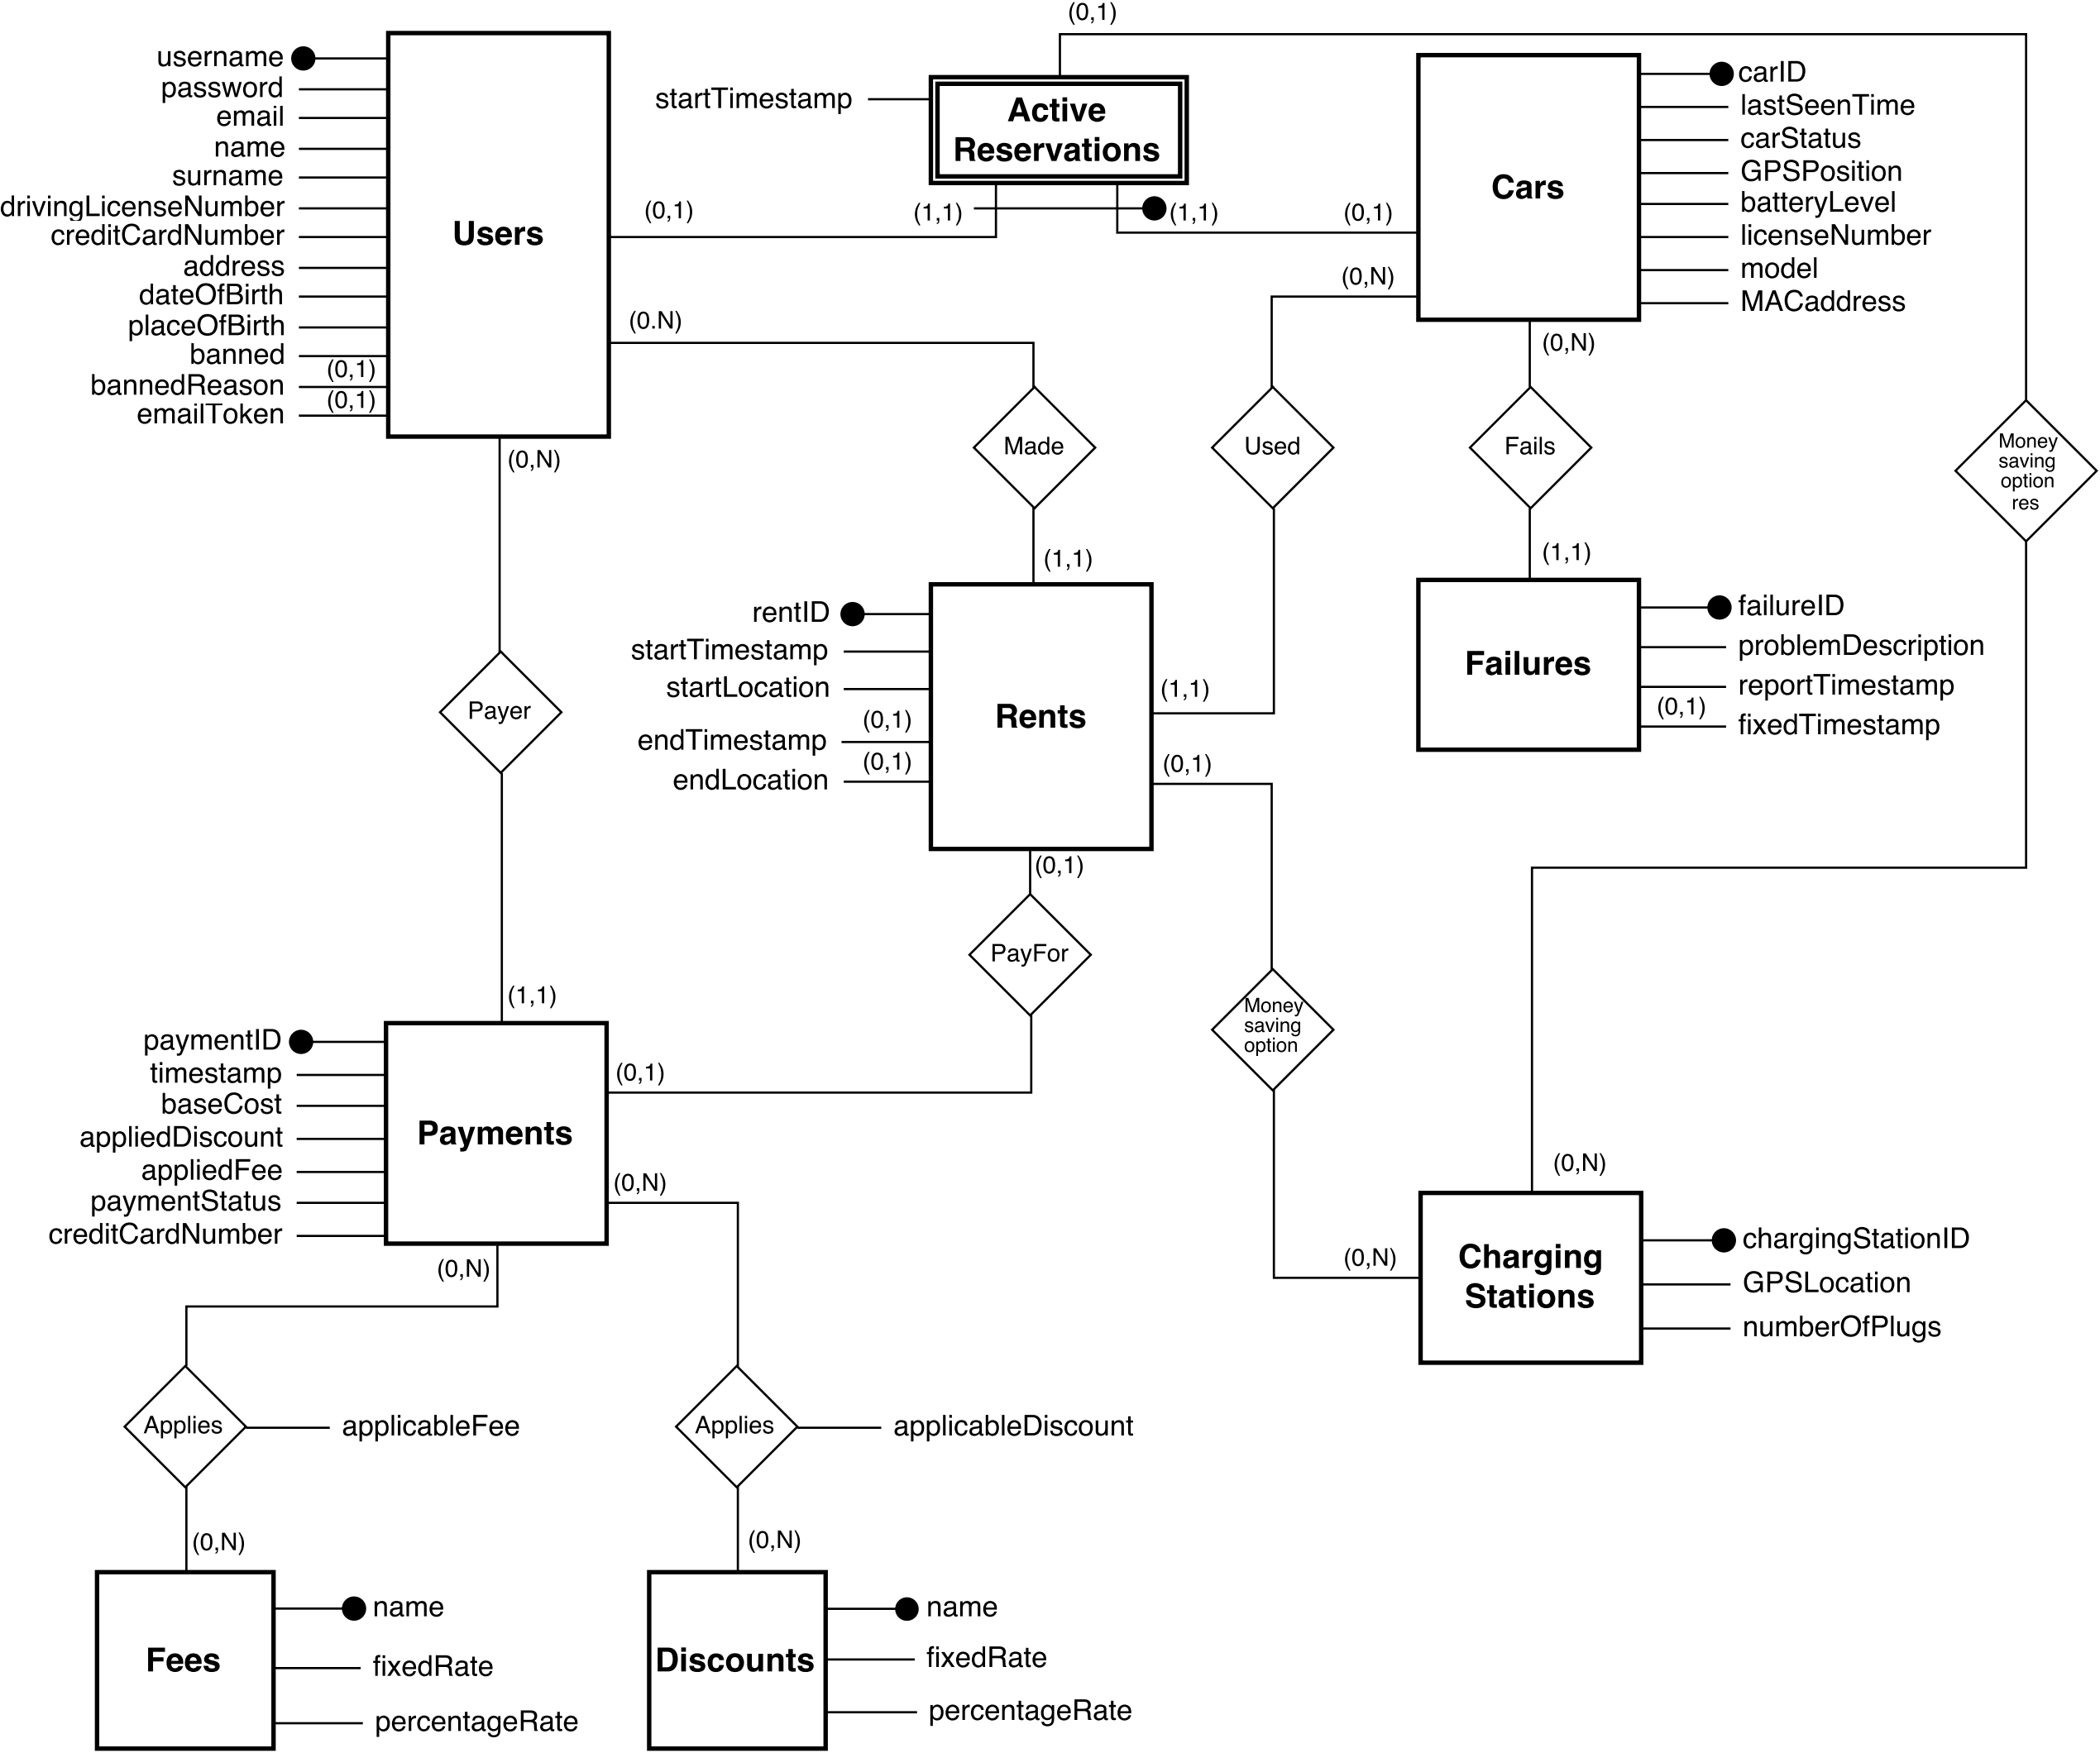 (0,1)
username
password
email
name
surname
drivingLicenseNumber
creditCardNumber
address
dateOfBirth
placeOfBirth
banned
(0,1)
bannedReason
(0,1)
emailToken
Users
(0,1)
(0.N)
(0,N)
startTimestamp
Active
Reservations
(1,1)
(1,1)
(0,1)
(0,N)
Cars
carID
lastSeenTime
carStatus
GPSPosition
batteryLevel
licenseNumber
model
MACaddress
(0,N)
Made
Used
Fails
Money
saving
option
res
(1,1)
(1,1)
rentID
startTimestamp
startLocation
(0,1)
endTimestamp
(0,1)
endLocation
Rents
(1,1)
(0,1)
(0,1)
Failures
failureID
problemDescription
reportTimestamp
(0,1)
fixedTimestamp
Payer
PayFor
Money
saving
option
(1,1)
paymentID
timestamp
baseCost
appliedDiscount
appliedFee
paymentStatus
creditCardNumber
Payments
(0,1)
(0,N)
(0,N)
(0,N)
(0,N)
Charging
Stations
chargingStationID
GPSLocation
numberOfPlugs
Applies
applicableFee
Applies
applicableDiscount
(0,N)
(0,N)
Fees
name
fixedRate
percentageRate
Discounts
name
fixedRate
percentageRate